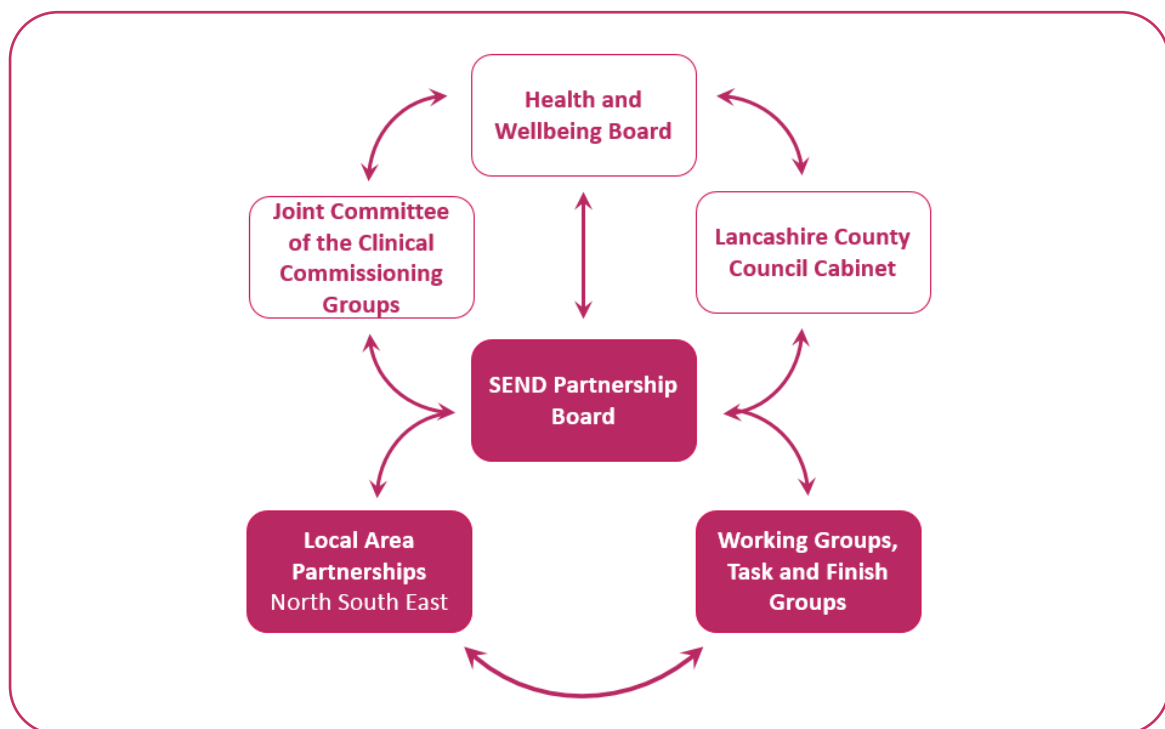 Health and
Wellbeing Board
Joint Committee
of the Clinical
Commissioning
Groups
Lancashire County
Council Cabinet
SEND Partnership
Board
Local Area
Partnerships
North South East
Working Groups,
Task and Finish
Groups